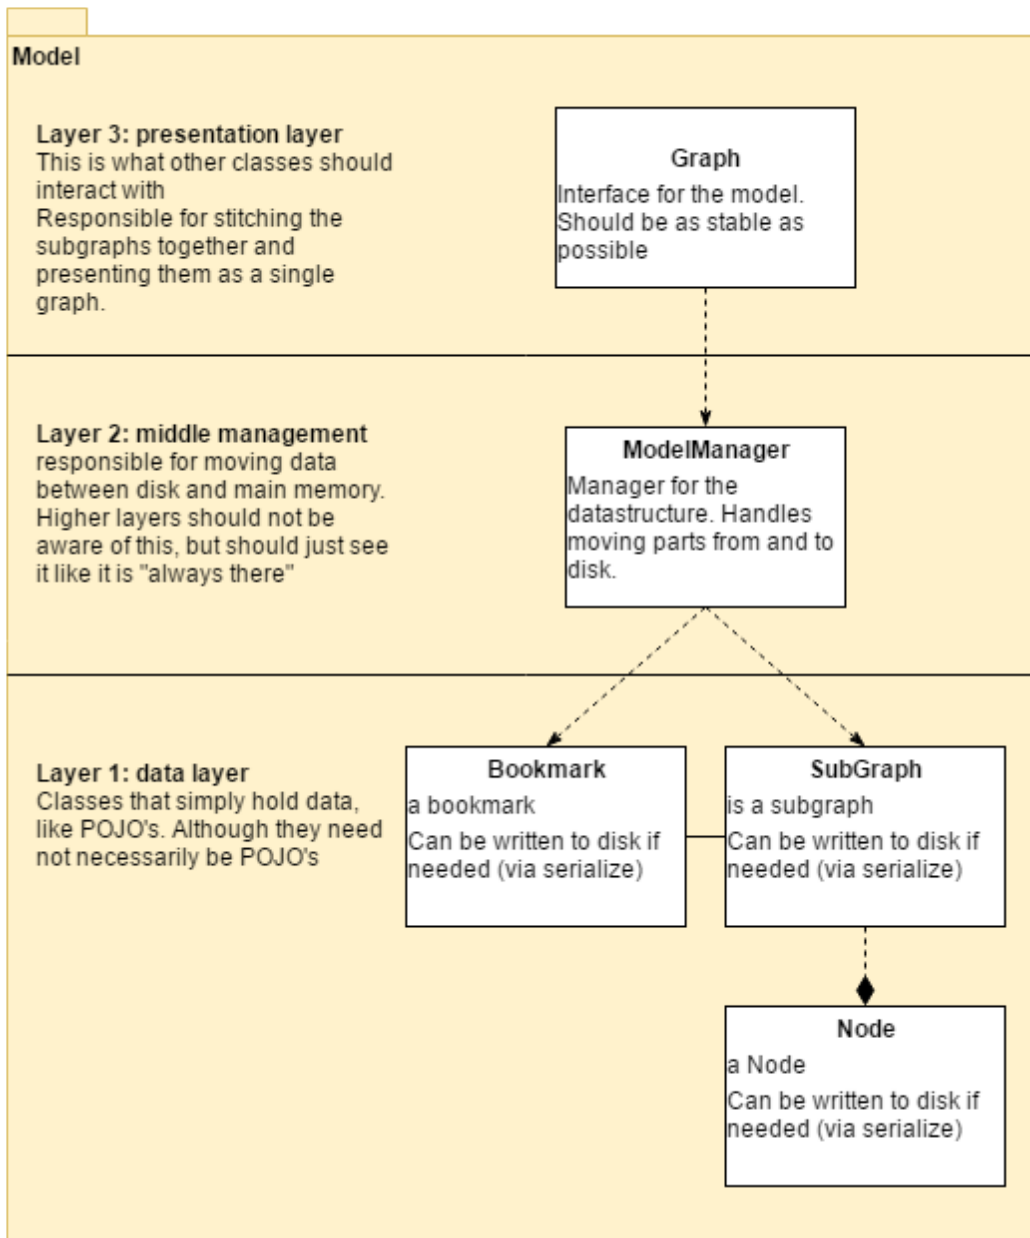 Model
Layer 3: presentation layer
This is what other classes should
interact with
Responsible for stitching the
subgraphs together and
presenting them as a single
graph.
Graph
Interface for the model.
Should be as stable as
possible
Layer 2: middle management
responsible for moving data
between disk and main memory.
Higher layers should not be
aware of this, but should just see
it like it is "always there"
ModelManager
Manager for the
datastructure. Handles
moving parts from and to
disk.
Layer 1: data layer
Classes that simply hold data,
like POJO's. Although they need
not necessarily be POJO's
Bookmark
a bookmark
Can be written to disk if
needed (via serialize)
SubGraph
is a subgraph
Can be written to disk if
needed (via serialize)
Node
a Node
Can be written to disk if
needed (via serialize)